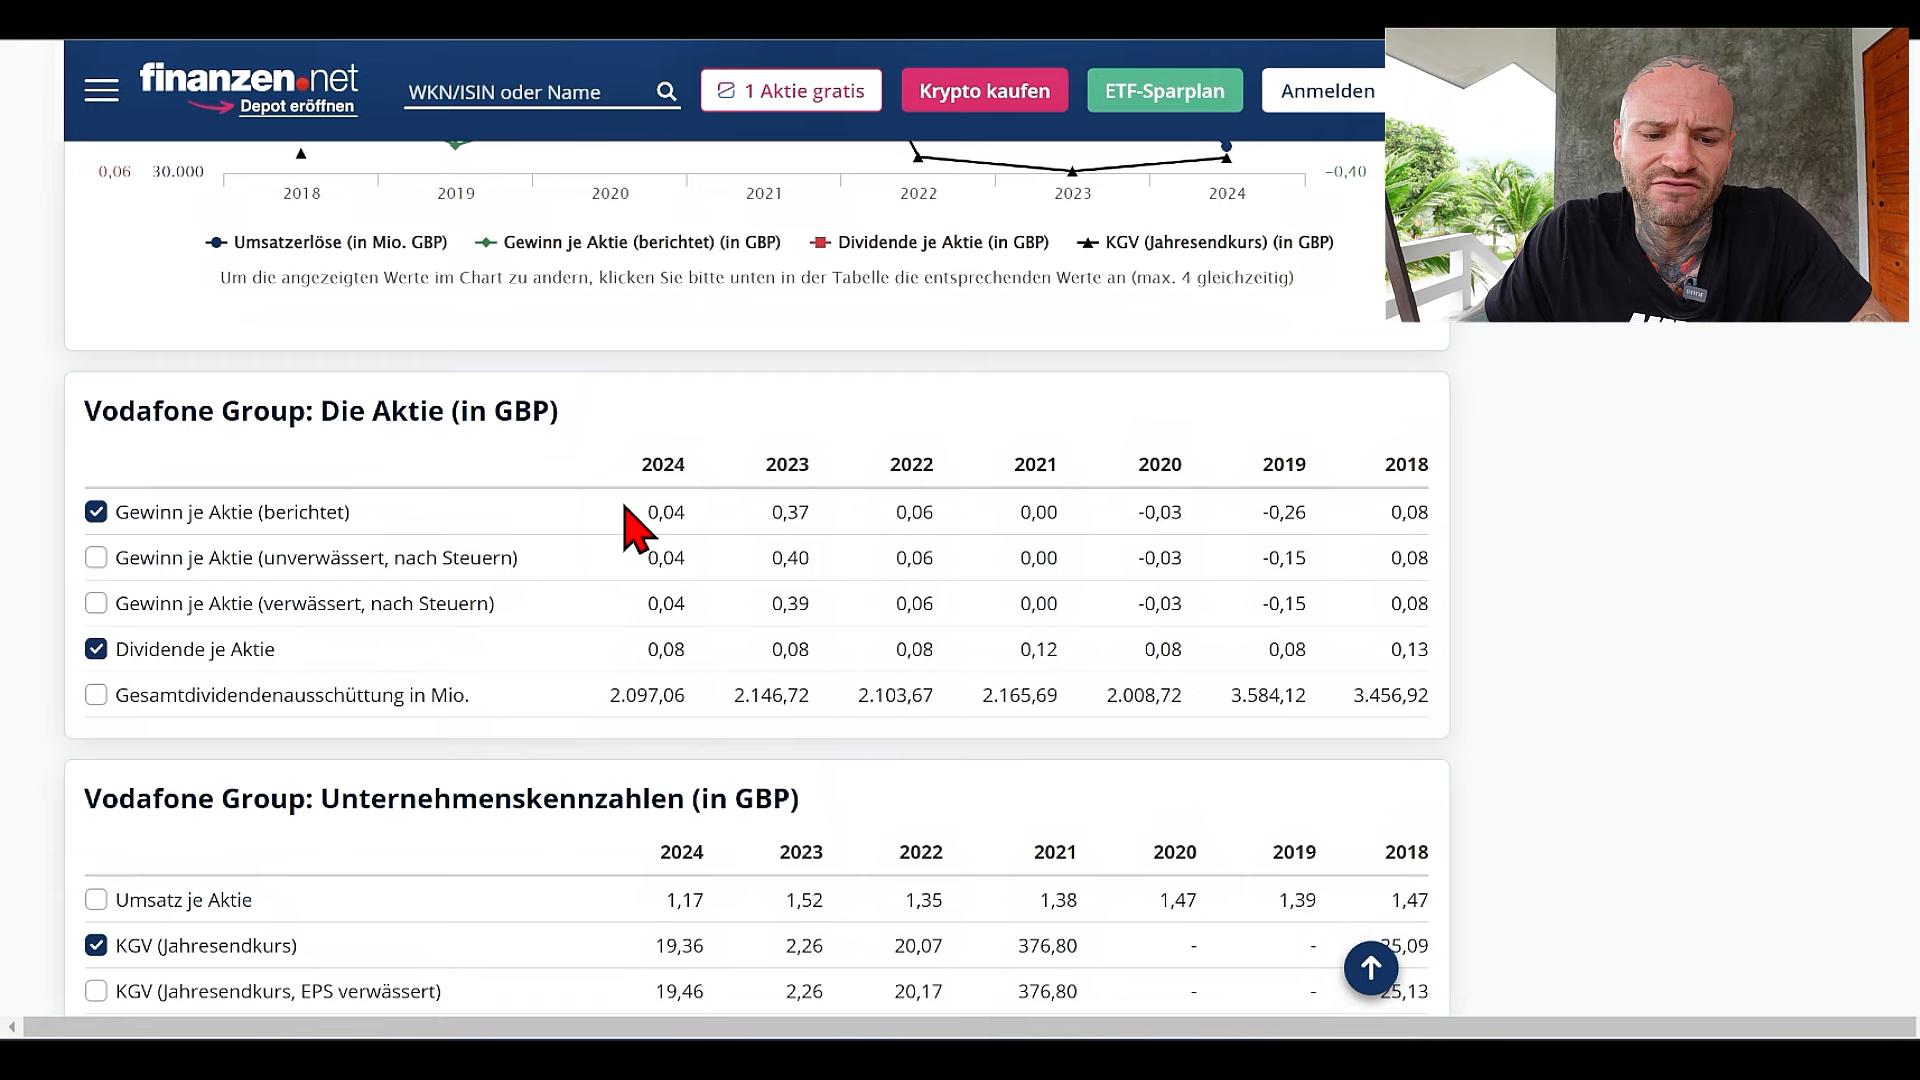 finanzen.net
Depot eröffnen
WKN/ISIN oder Name
1 Aktie gratis
Krypto kaufen
ETF-Sparplan
Anmelden
0,06 30.000 -0,40
2018 2019 2020 2021 2022 2023 2024
Umsatzerlöse (in Mio. GBP) Gewinn je Aktie (berichtet) (in GBP) Dividende je Aktie (in GBP) KGV (Jahresendkurs) (in GBP)
Um die angezeigten Werte im Chart zu ändern, klicken Sie bitte unten in der Tabelle die entsprechenden Werte an (max. 4 gleichzeitig)
Vodafone Group: Die Aktie (in GBP)
2024 2023 2022 2021 2020 2019 2018
Gewinn je Aktie (berichtet) 0,04 0,37 0,06 0,00 -0,03 -0,26 0,08
Gewinn je Aktie (unverwässert, nach Steuern) 0,04 0,40 0,06 0,00 -0,03 -0,15 0,08
Gewinn je Aktie (verwässert, nach Steuern) 0,04 0,39 0,06 0,00 -0,03 -0,15 0,08
Dividende je Aktie 0,08 0,08 0,08 0,12 0,08 0,08 0,13
Gesamtdividendenausschüttung in Mio. 2.097,06 2.146,72 2.103,67 2.165,69 2.008,72 3.584,12 3.456,92
Vodafone Group: Unternehmenskennzahlen (in GBP)
2024 2023 2022 2021 2020 2019 2018
Umsatz je Aktie 1,17 1,52 1,35 1,38 1,47 1,39 1,47
KGV (Jahresendkurs) 19,36 2,26 20,07 376,80 - - 25,09
KGV (Jahresendkurs, EPS verwässert) 19,46 2,26 20,17 376,80 - - 25,13